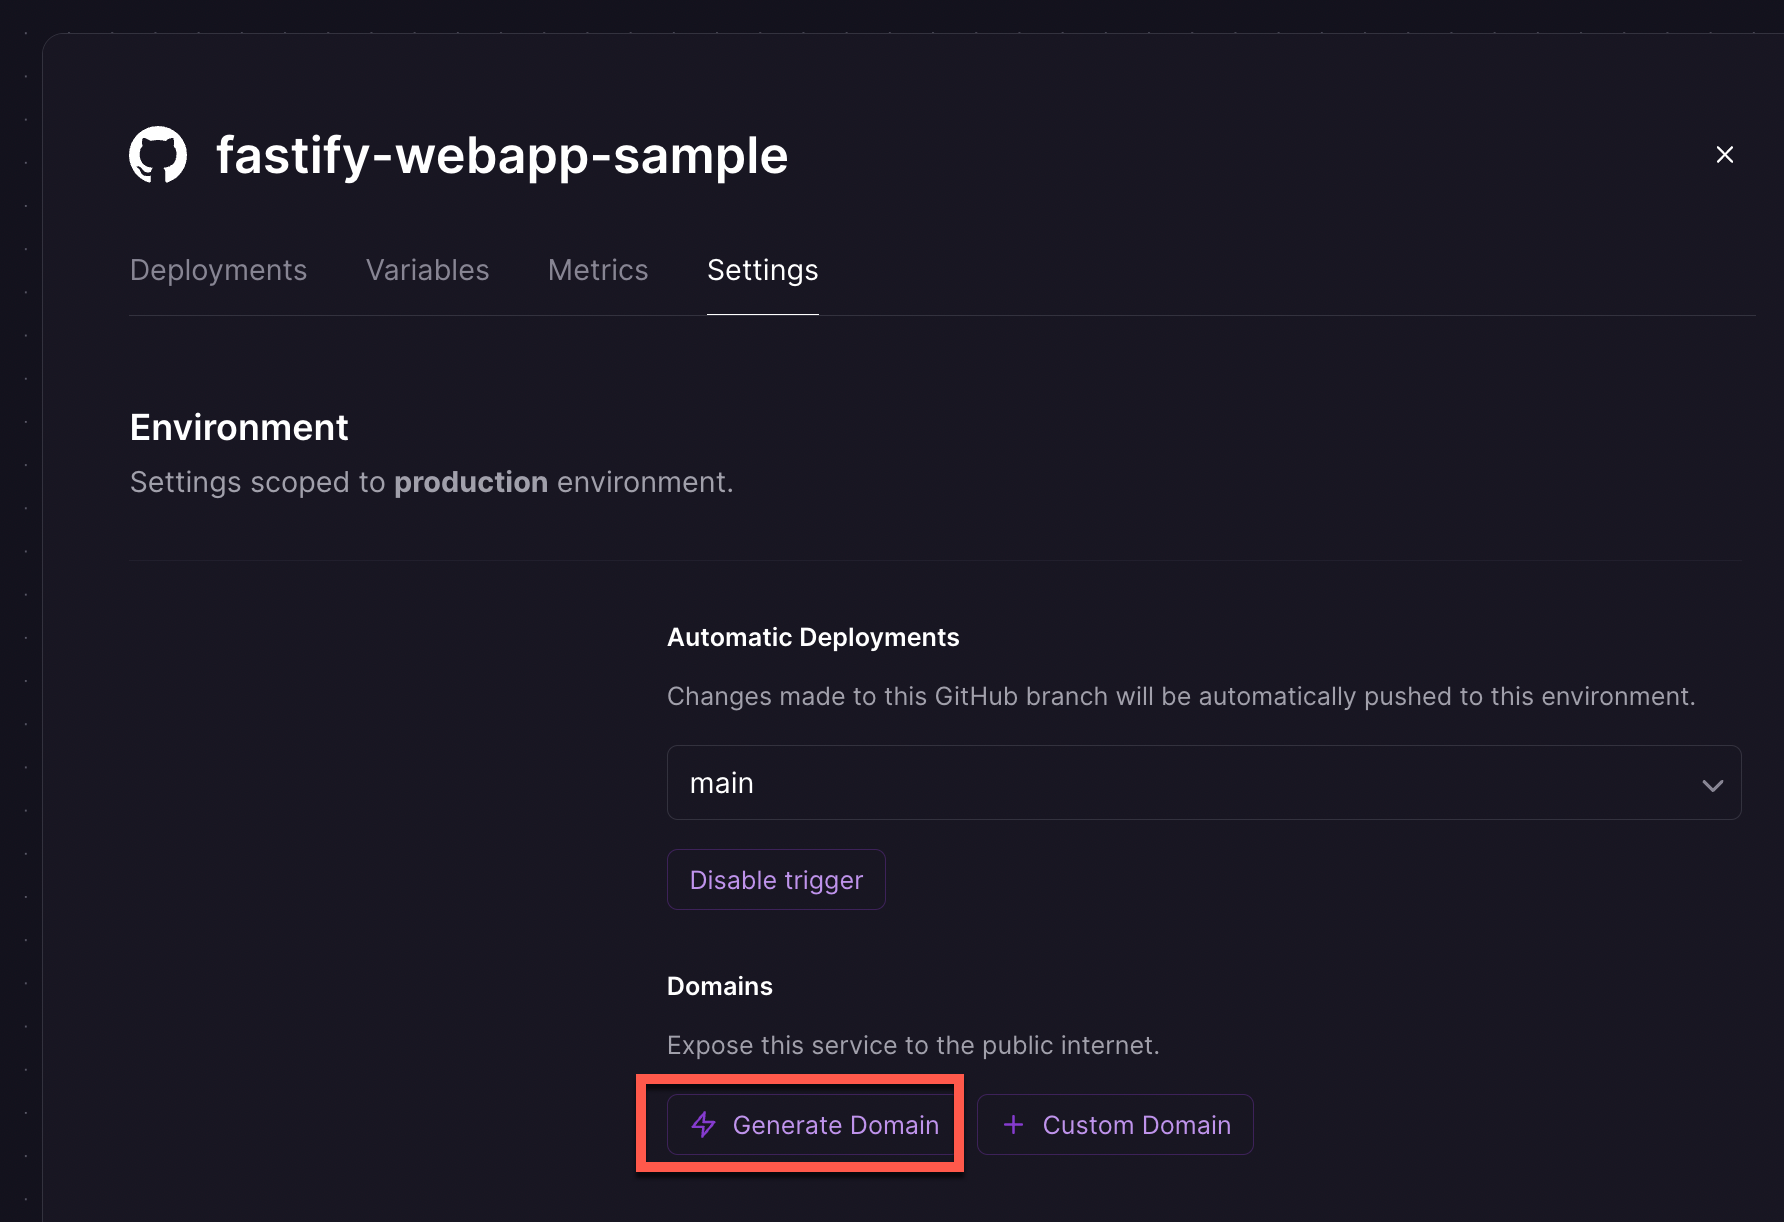 fastify-webapp-sample
Deployments Variables Metrics Settings
Environment
Settings scoped to production environment.
Automatic Deployments
Changes made to this GitHub branch will be automatically pushed to this environment.
main
Disable trigger
Domains
Expose this service to the public internet.
Generate Domain + Custom Domain